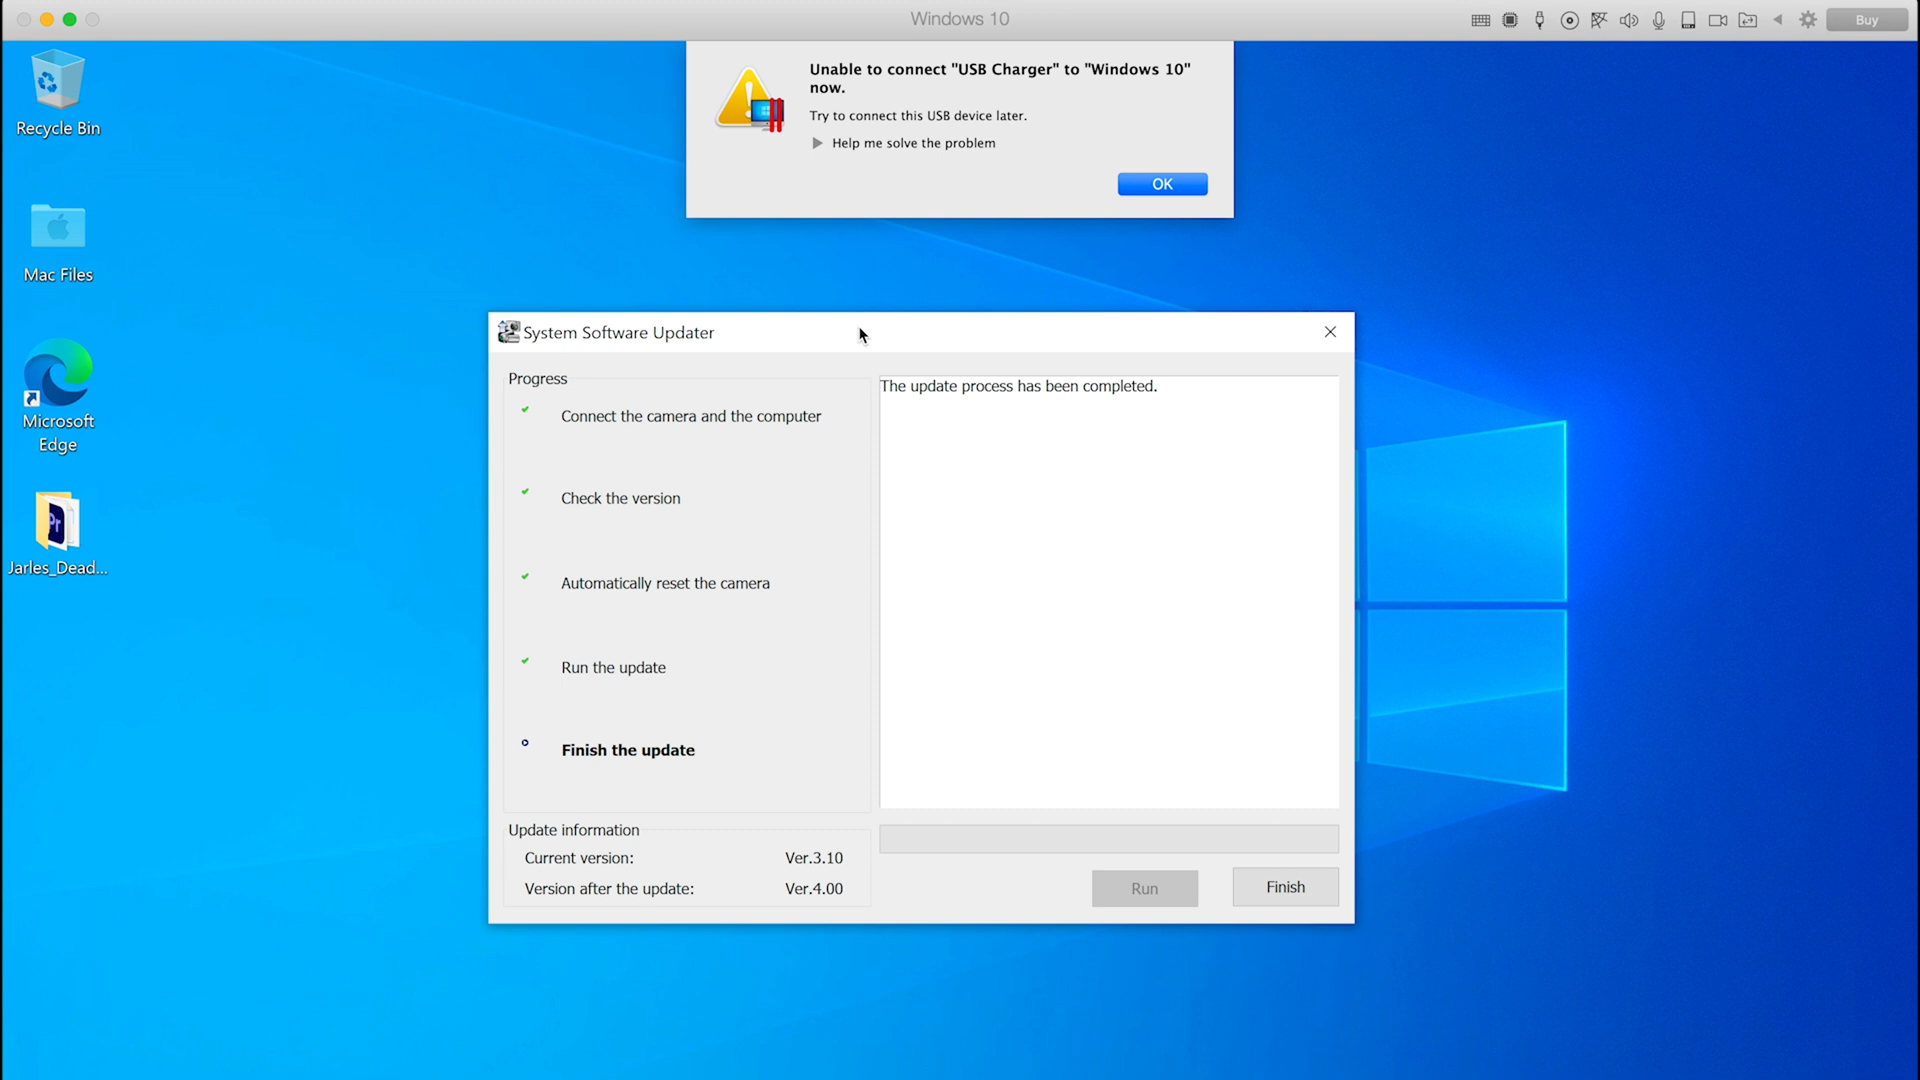 Windows 10
Buy
Unable to connect "USB Charger" to "Windows 10"
now.
Try to connect this USB device later.
Help me solve the problem
OK
Recycle Bin
Mac Files
Microsoft
Edge
Pr
Jarles_Dead...
System Software Updater
Progress
Connect the camera and the computer
Check the version
Automatically reset the camera
Run the update
Finish the update
The update process has been completed.
Update information
Current version: Ver.3.10
Version after the update: Ver.4.00
Run
Finish